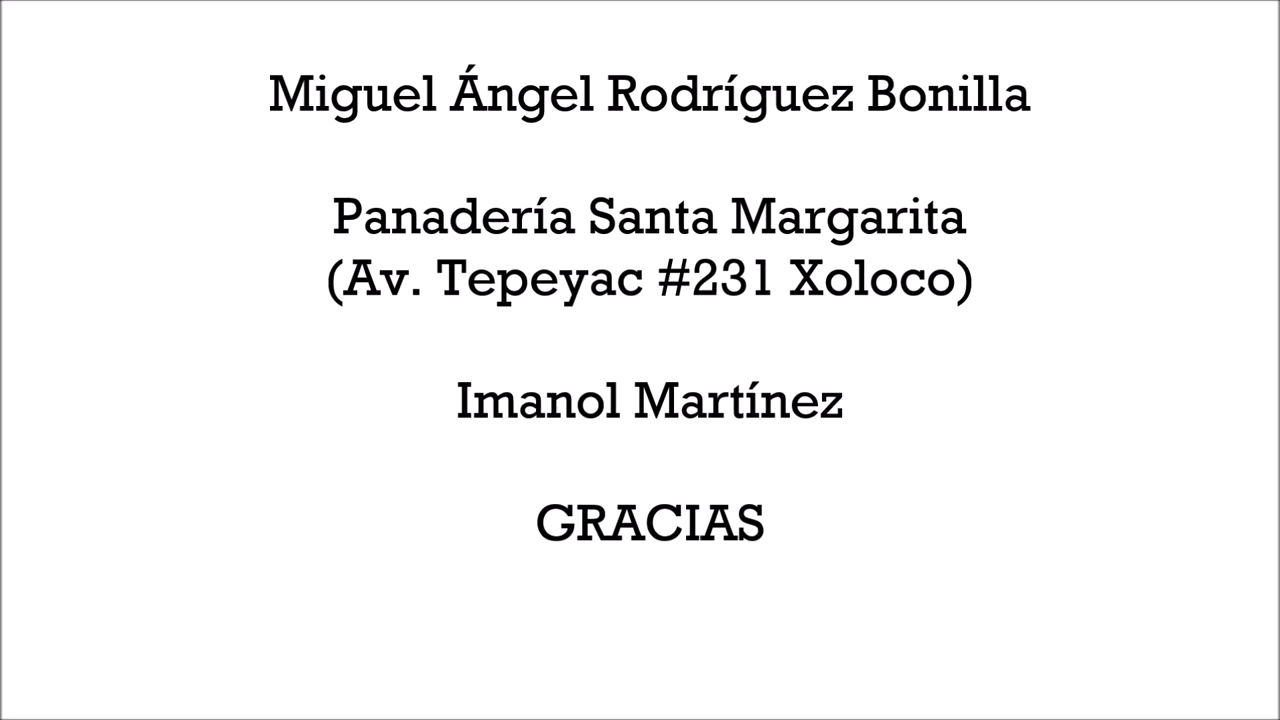 Miguel Ángel Rodríguez Bonilla
Panadería Santa Margarita
(Av. Tepeyac #231 Xoloco)
Imanol Martínez
GRACIAS